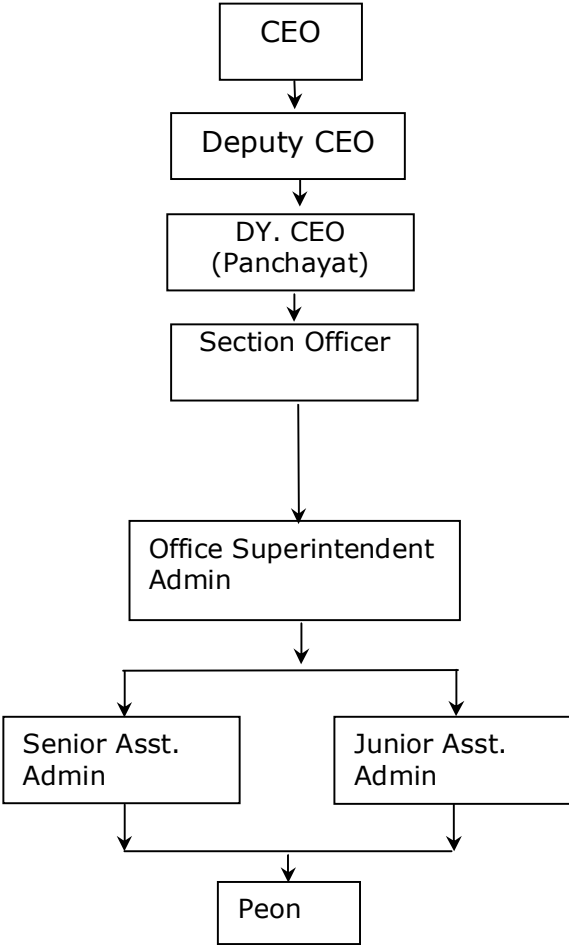 CEO
Deputy CEO
DY. CEO
(Panchayat)
Section Officer
Office Superintendent
Admin
Senior Asst.
Admin
Junior Asst.
Admin
Peon